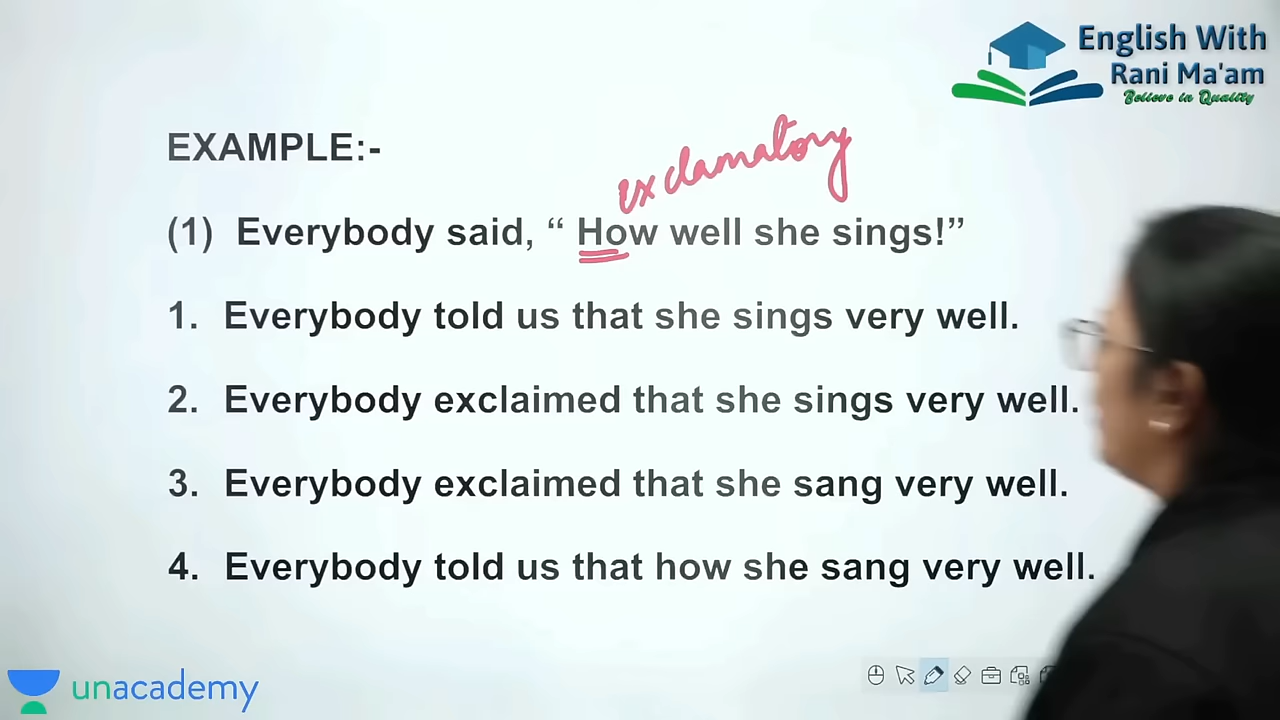 English With
Rani Ma'am
Believe in Quality
EXAMPLE:-
exclamatory
(1) Everybody said, “ How well she sings!”
1. Everybody told us that she sings very well.
2. Everybody exclaimed that she sings very well.
3. Everybody exclaimed that she sang very well.
4. Everybody told us that how she sang very well.
unacademy